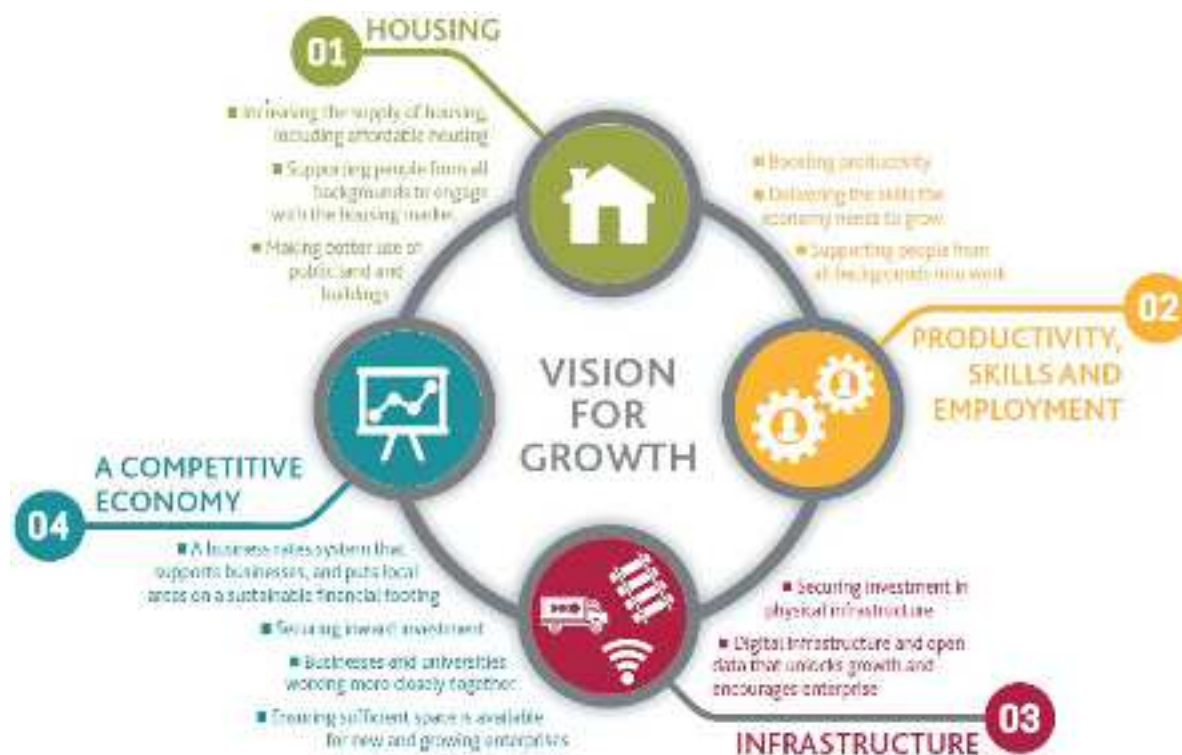 01
HOUSING
■ Increasing the supply of housing,
including affordable housing
■ Supporting people from all
backgrounds to engage
with the housing market
■ Making better use of
public land and
buildings
■ Boosting productivity
■ Delivering the skills the
economy needs to grow
■ Supporting people from
all backgrounds into work
02
PRODUCTIVITY,
SKILLS AND
EMPLOYMENT
VISION
FOR
GROWTH
A COMPETITIVE
ECONOMY
04
■ A business rates system that
supports businesses, and puts local
areas on a sustainable financial footing
■ Securing inward investment
■ Businesses and universities
working more closely together
■ Ensuring sufficient space is available
for new and growing enterprises
■ Securing investment in
physical infrastructure
■ Digital infrastructure and open
data that unlocks growth and
encourages enterprise
03
INFRASTRUCTURE